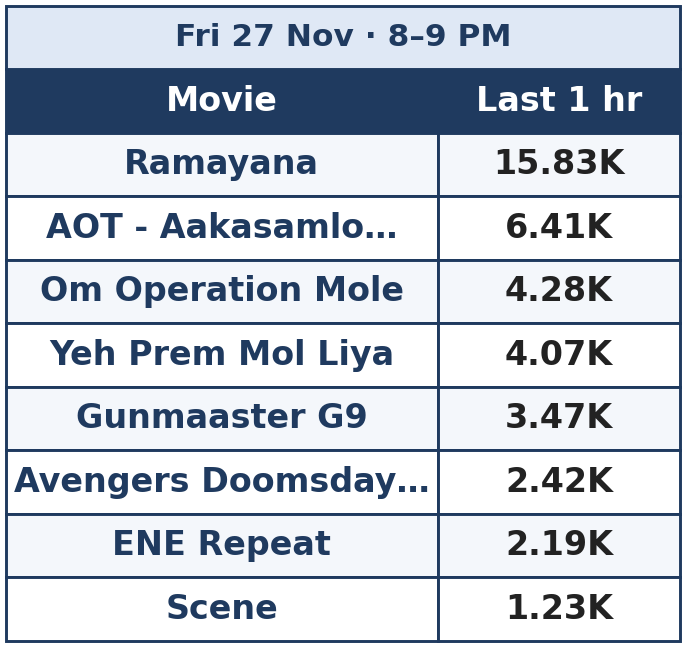 Fri 27 Nov · 8–9 PM
Movie Last 1 hr
Ramayana 15.83K
AOT - Aakasamlo... 6.41K
Om Operation Mole 4.28K
Yeh Prem Mol Liya 4.07K
Gunmaaster G9 3.47K
Avengers Doomsday... 2.42K
ENE Repeat 2.19K
Scene 1.23K